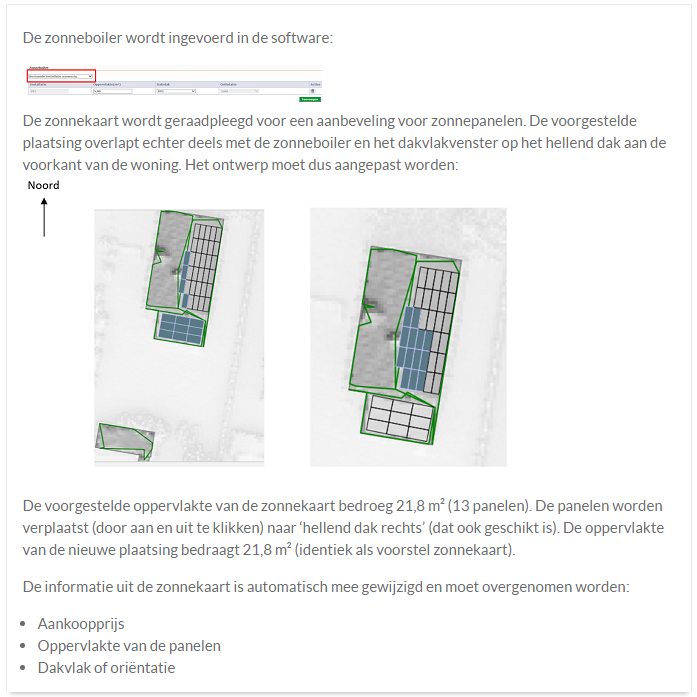 De zonneboiler wordt ingevoerd in de software:
Zonneboiler
De zonnekaart wordt geraadpleegd voor een aanbeveling voor zonnepanelen. De voorgestelde
plaatsing overlapt echter deels met de zonneboiler en het dakvlakvenster op het hellend dak aan de
voorkant van de woning. Het ontwerp moet dus aangepast worden:
Noord
De voorgestelde oppervlakte van de zonnekaart bedroeg 21,8 m² (13 panelen). De panelen worden
verplaatst (door aan en uit te klikken) naar ‘hellend dak rechts’ (dat ook geschikt is). De oppervlakte
van de nieuwe plaatsing bedraagt 21,8 m² (identiek als voorstel zonnekaart).
De informatie uit de zonnekaart is automatisch mee gewijzigd en moet overgenomen worden:
• Aankoopprijs
• Oppervlakte van de panelen
• Dakvlak of oriëntatie